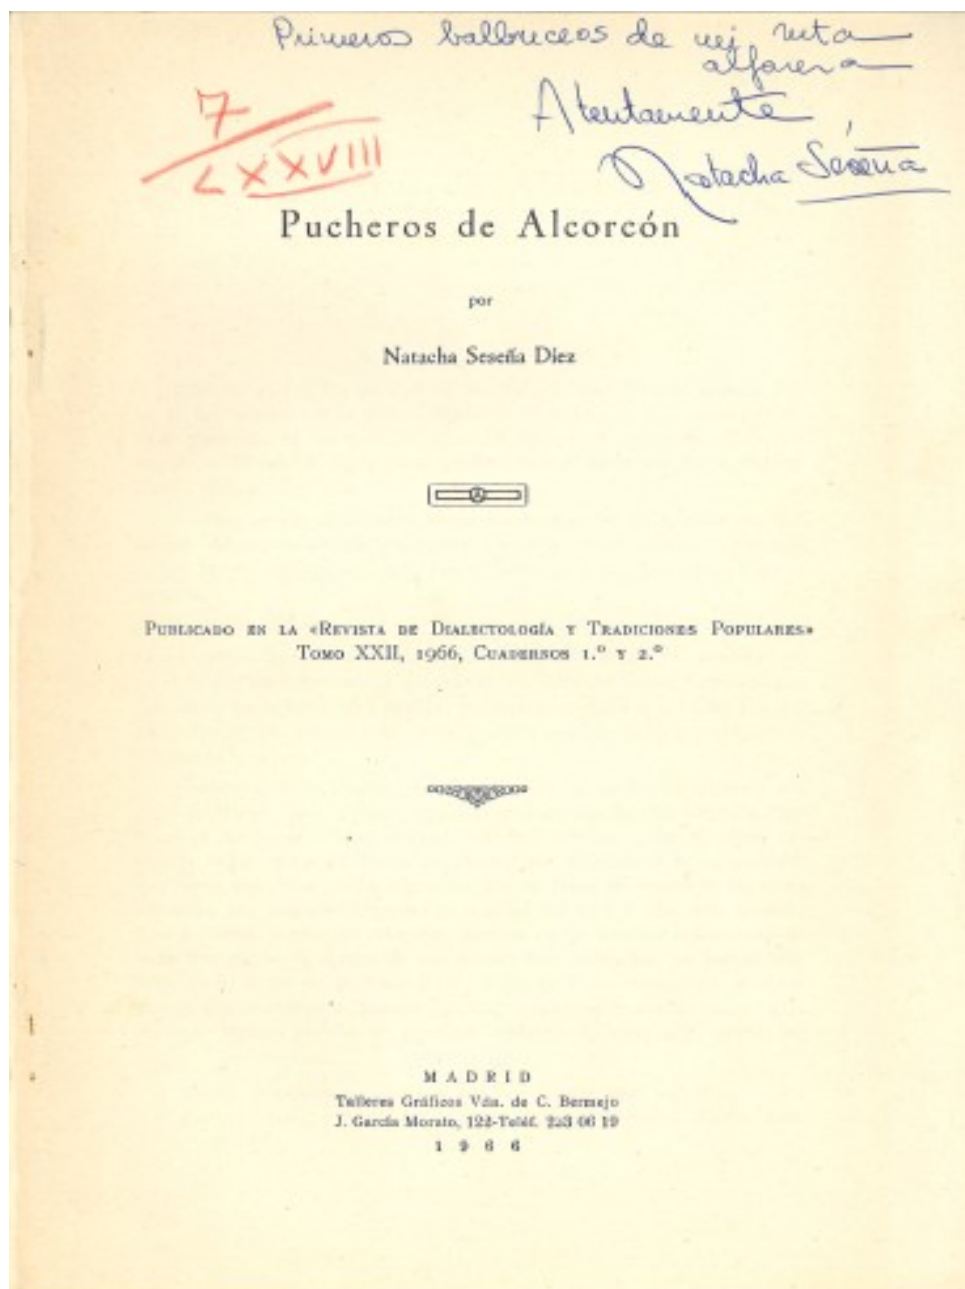 Primeros balbuceos de mi ruta
alfarera
Atentamente
Natacha Seseña
7
LXXVIII
Pucheros de Alcorcón
por
Natacha Seseña Díez
Publicado en la «Revista de Dialectología y Tradiciones Populares»
Tomo XXII, 1966, Cuadernos 1.º y 2.º
MADRID
Talleres Gráficos Vda. de C. Bermejo
J. García Morato, 122-Teléf. 233 06 19
1966